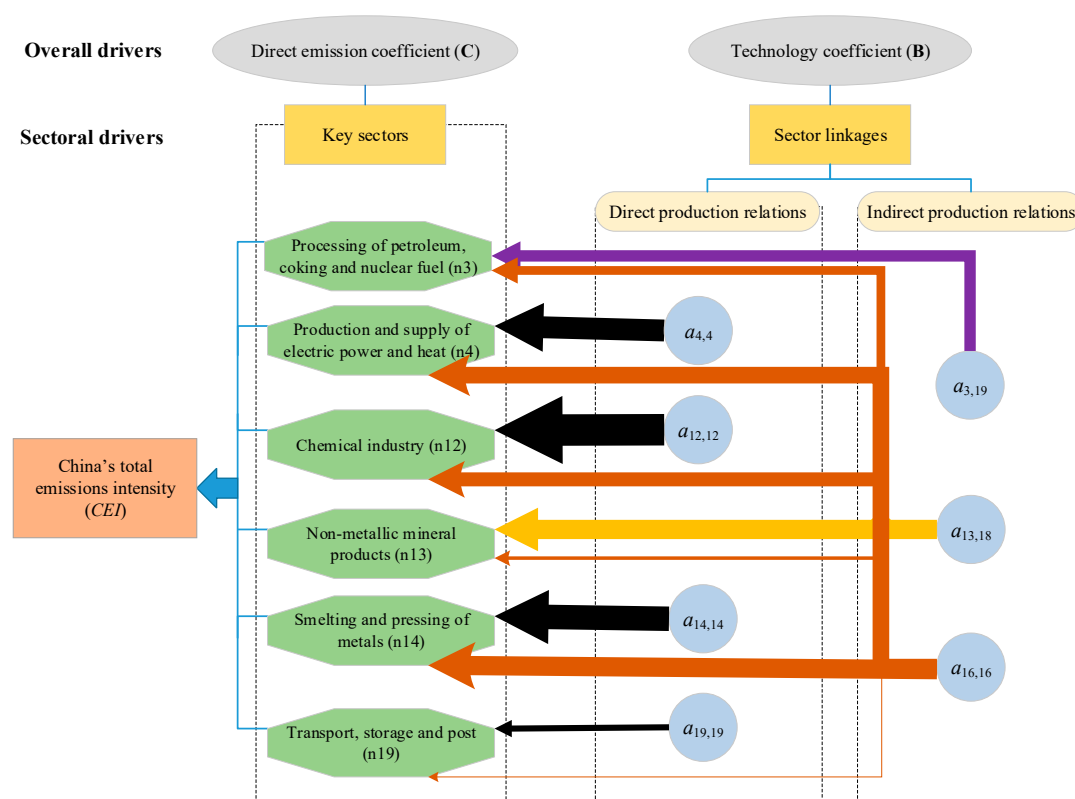 Overall drivers
Direct emission coefficient (C)
Technology coefficient (B)
Sectoral drivers
Key sectors
Sector linkages
Direct production relations
Indirect production relations
Processing of petroleum,
coking and nuclear fuel (n3)
Production and supply of
electric power and heat (n4)
a4,4
a3,19
Chemical industry (n12)
a12,12
China's total
emissions intensity
(CEI)
Non-metallic mineral
products (n13)
a13,18
Smelting and pressing of
metals (n14)
a14,14
a16,16
Transport, storage and post
(n19)
a19,19